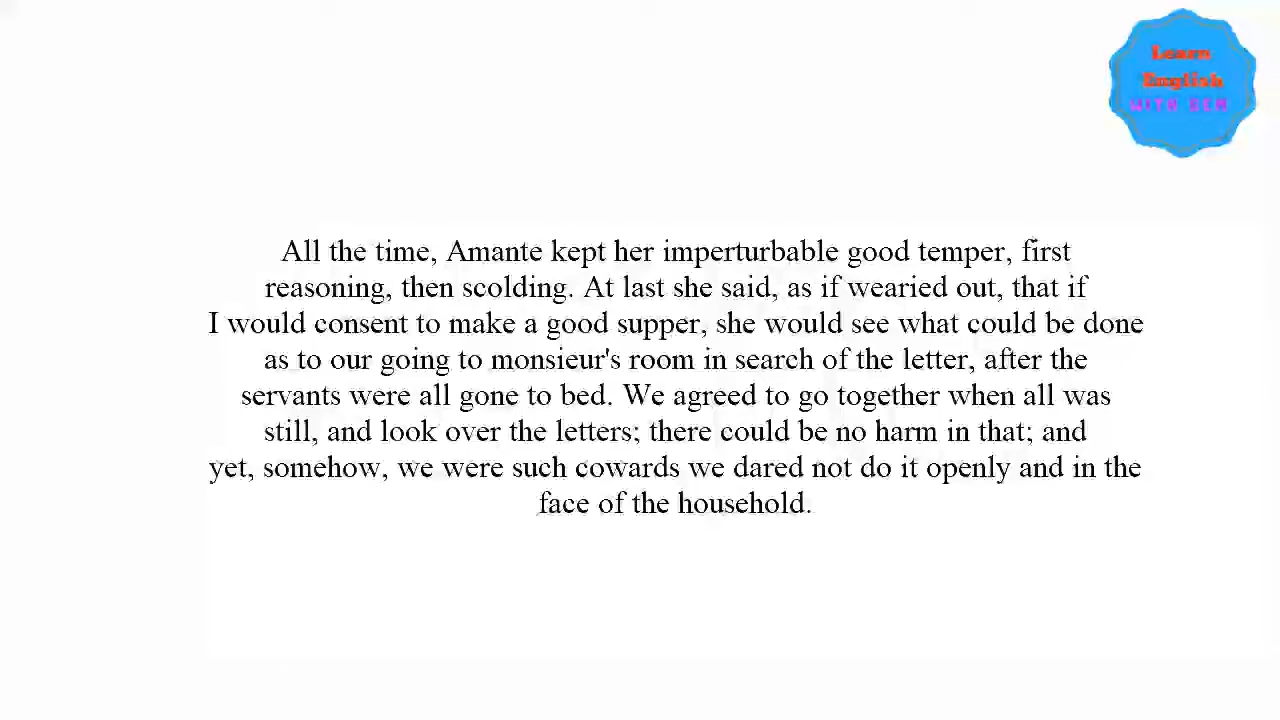 Learn
English
WITH GEM
All the time, Amante kept her imperturbable good temper, first
reasoning, then scolding. At last she said, as if wearied out, that if
I would consent to make a good supper, she would see what could be done
as to our going to monsieur's room in search of the letter, after the
servants were all gone to bed. We agreed to go together when all was
still, and look over the letters; there could be no harm in that; and
yet, somehow, we were such cowards we dared not do it openly and in the
face of the household.